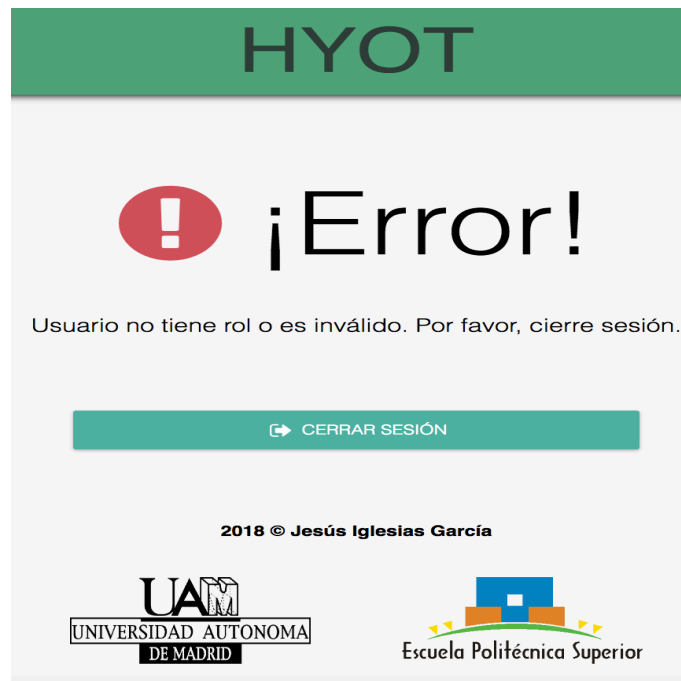 HYOT
¡Error!
Usuario no tiene rol o es inválido. Por favor, cierre sesión.
CERRAR SESIÓN
2018 © Jesús Iglesias García
UAM
UNIVERSIDAD AUTONOMA
DE MADRID
Escuela Politécnica Superior